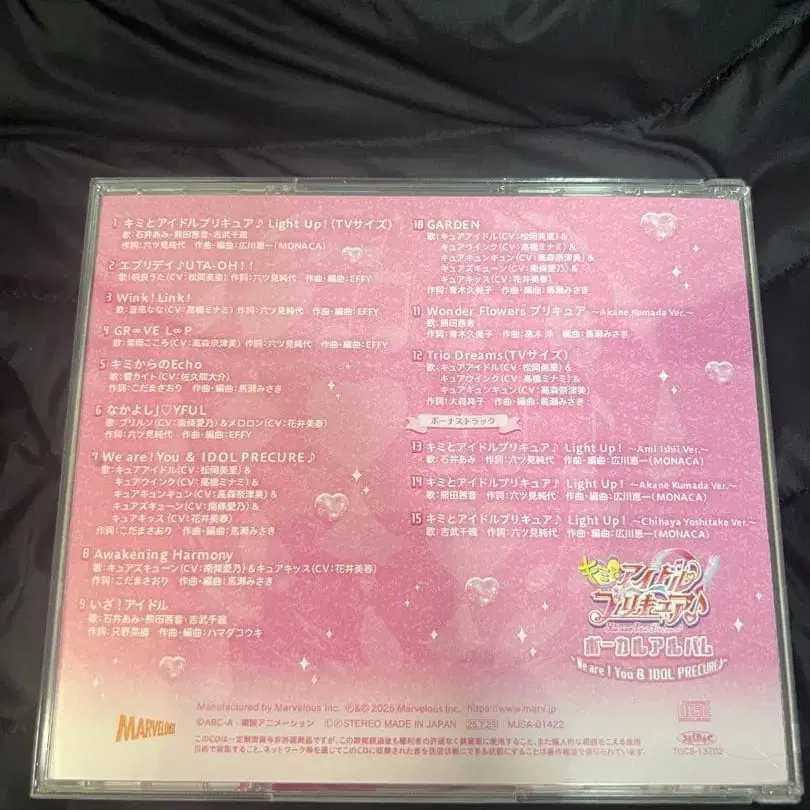 1 キミとアイドルプリキュア♪ Light Up!(TVサイズ)
歌:石井あみ・熊田茜音・吉武千颯
作詞:六ツ見純代 作曲・編曲:広川恵一(MONACA)
2 エブリデイ♪UTA-OH!!
歌:咲良うた(CV:松岡美里) 作詞:六ツ見純代 作曲・編曲:EFFY
3 Wink!Link!
歌:蒼風なな(CV:髙橋ミナミ) 作詞:六ツ見純代 作曲・編曲:EFFY
4 GR∞VE L∞P
歌:紫雨こころ(CV:高森奈津美) 作詞:六ツ見純代 作曲・編曲:EFFY
5 キミからのEcho
歌:響カイト(CV:佐久間大介)
作詞:こだまさおり 作曲・編曲:馬瀬みさき
6 なかよしJ♡YFUL
歌:プリルン(CV:南條愛乃)&メロロン(CV:花井美春)
作詞:六ツ見純代 作曲・編曲:EFFY
7 We are!You & IDOL PRECURE♪
歌:キュアアイドル(CV:松岡美里)&
キュアウインク(CV:髙橋ミナミ)&
キュアキュンキュン(CV:高森奈津美)&
キュアズキューン(CV:南條愛乃)&
キュアキッス(CV:花井美春)
作詞:こだまさおり 作曲・編曲:馬瀬みさき
8 Awakening Harmony
歌:キュアズキューン(CV:南條愛乃)&キュアキッス(CV:花井美春)
作詞:こだまさおり 作曲・編曲:馬瀬みさき
9 いざ!アイドル
歌:石井あみ・熊田茜音・吉武千颯
作詞:只野菜摘 作曲・編曲:ハマダコウキ
10 GARDEN
歌:キュアアイドル(CV:松岡美里)&
キュアウインク(CV:髙橋ミナミ)&
キュアキュンキュン(CV:高森奈津美)&
キュアズキューン(CV:南條愛乃)&
キュアキッス(CV:花井美春)
作詞:青木久美子 作曲・編曲:馬瀬みさき
11 Wonder Flowers プリキュア ~Akane Kumada Ver.~
歌:熊田茜音
作詞:青木久美子 作曲:高木洋 編曲:馬瀬みさき
12 Trio Dreams(TVサイズ)
歌:キュアアイドル(CV:松岡美里)&
キュアウインク(CV:髙橋ミナミ)&
キュアキュンキュン(CV:高森奈津美)
作詞:大森祥子 作曲・編曲:馬瀬みさき
ボーナストラック
13 キミとアイドルプリキュア♪ Light Up! ~Ami Ishii Ver.~
歌:石井あみ 作詞:六ツ見純代 作曲・編曲:広川恵一(MONACA)
14 キミとアイドルプリキュア♪ Light Up! ~Akane Kumada Ver.~
歌:熊田茜音 作詞:六ツ見純代 作曲・編曲:広川恵一(MONACA)
15 キミとアイドルプリキュア♪ Light Up! ~Chihaya Yoshitake Ver.~
歌:吉武千颯 作詞:六ツ見純代 作曲・編曲:広川恵一(MONACA)
キミとアイドル
プリキュア♪
ボーカルアルバム
~We are!You & IDOL PRECURE♪~
MARVELOUS
Manufactured by Marvelous Inc. ℗&© 2025 Marvelous Inc. https://www.marv.jp
©ABC-A・東映アニメーション STEREO MADE IN JAPAN 25.7.23 MJSA-01422
TGCS-13702